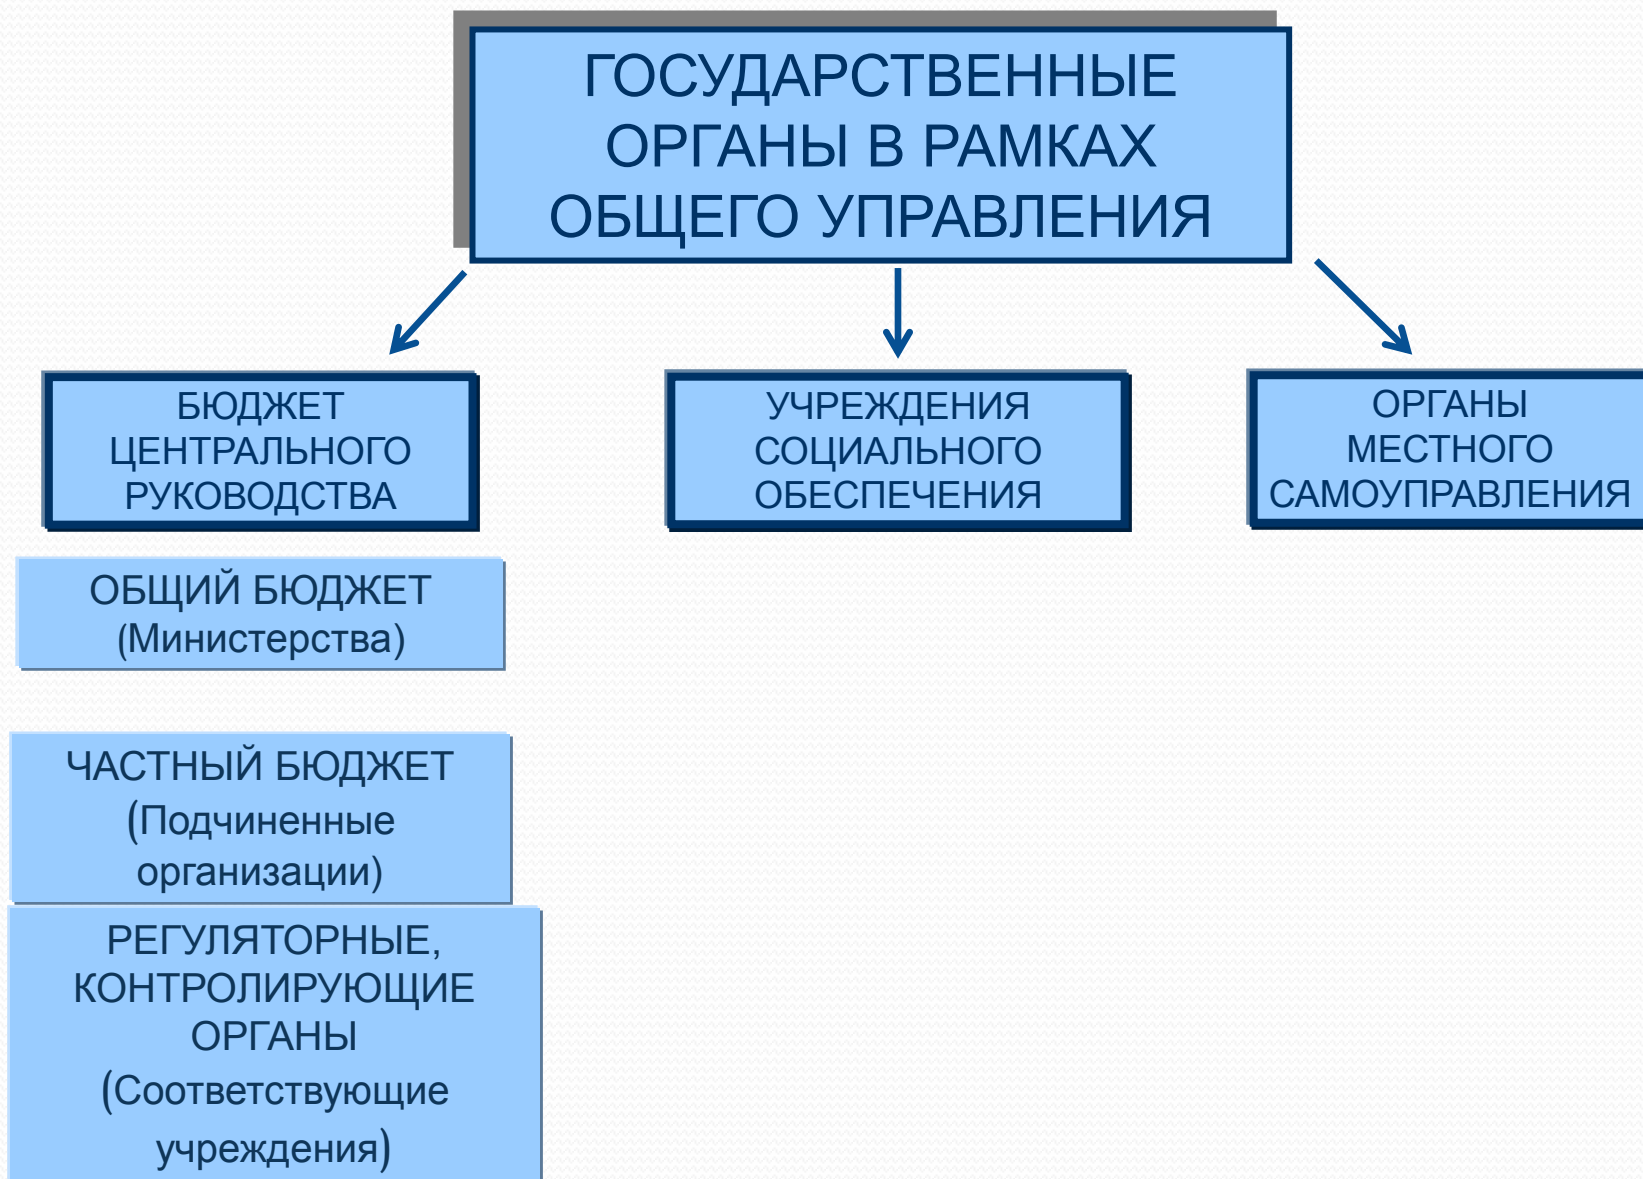 ГОСУДАРСТВЕННЫЕ
ОРГАНЫ В РАМКАХ
ОБЩЕГО УПРАВЛЕНИЯ
БЮДЖЕТ
ЦЕНТРАЛЬНОГО
РУКОВОДСТВА
УЧРЕЖДЕНИЯ
СОЦИАЛЬНОГО
ОБЕСПЕЧЕНИЯ
ОРГАНЫ
МЕСТНОГО
САМОУПРАВЛЕНИЯ
ОБЩИЙ БЮДЖЕТ
(Министерства)
ЧАСТНЫЙ БЮДЖЕТ
(Подчиненные
организации)
РЕГУЛЯТОРНЫЕ,
КОНТРОЛИРУЮЩИЕ
ОРГАНЫ
(Соответствующие
учреждения)